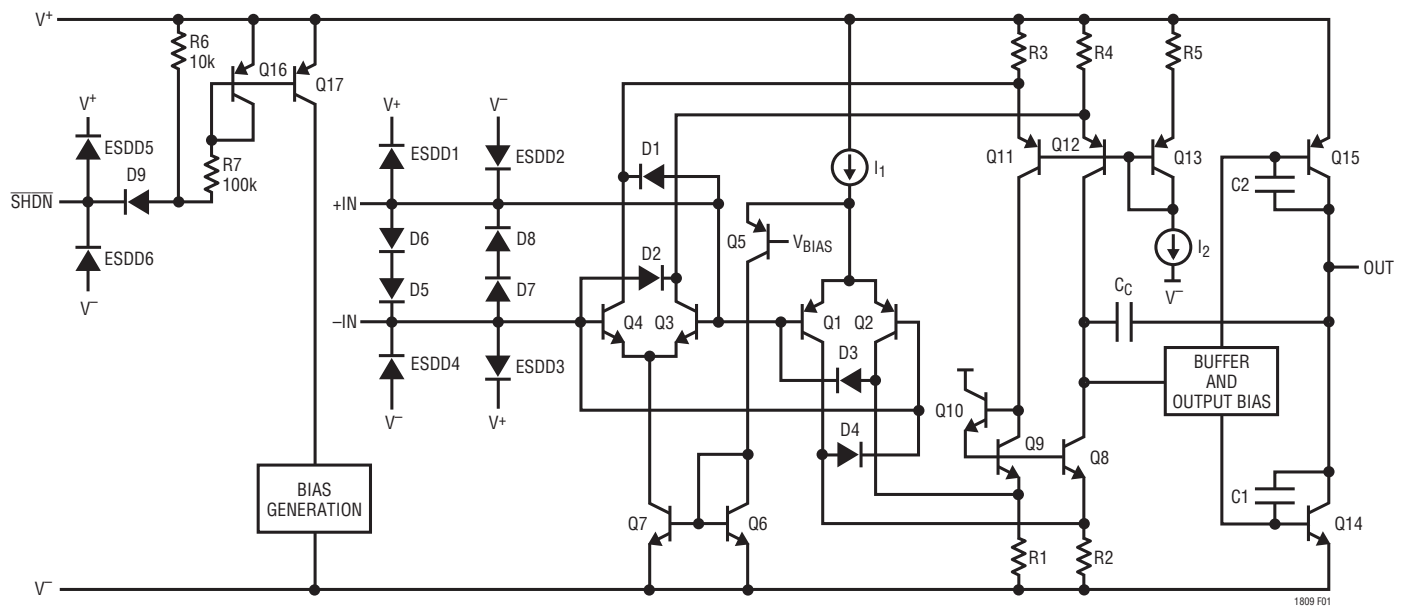 V+
R6
10k
Q16
Q17
V+
ESDD5
D9
R7
100k
SHDN
ESDD6
V−
BIAS
GENERATION
V−
V+
V−
ESDD1
ESDD2
+IN
D6
D8
D5
D7
−IN
ESDD4
ESDD3
V−
V+
D1
D2
Q4
Q3
Q5
VBIAS
I1
Q1
Q2
D3
D4
Q7
Q6
R3
R4
R5
Q11
Q12
Q13
I2
V−
CC
Q10
Q9
Q8
R1
R2
BUFFER
AND
OUTPUT BIAS
C2
Q15
OUT
C1
Q14
1809 F01